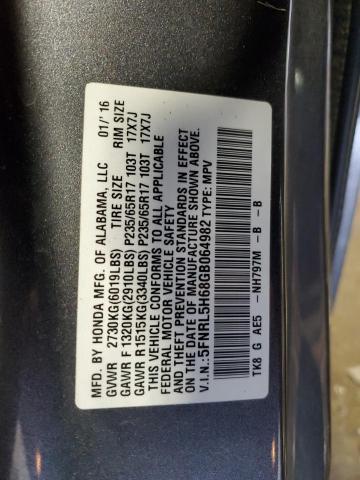 MFD. BY HONDA MFG. OF ALABAMA, LLC 01/'16
GVWR 2730KG(6019LBS) TIRE SIZE RIM SIZE
GAWR F 1320KG(2910LBS) P235/65R17 103T 17X7J
GAWR R 1515KG(3340LBS) P235/65R17 103T 17X7J
THIS VEHICLE CONFORMS TO ALL APPLICABLE
FEDERAL MOTOR VEHICLE SAFETY
AND THEFT PREVENTION STANDARDS IN EFFECT
ON THE DATE OF MANUFACTURE SHOWN ABOVE.
V.I.N.: 5FNRL5H68GB064982 TYPE: MPV
TK8 G AE5 -NH797M -B -B